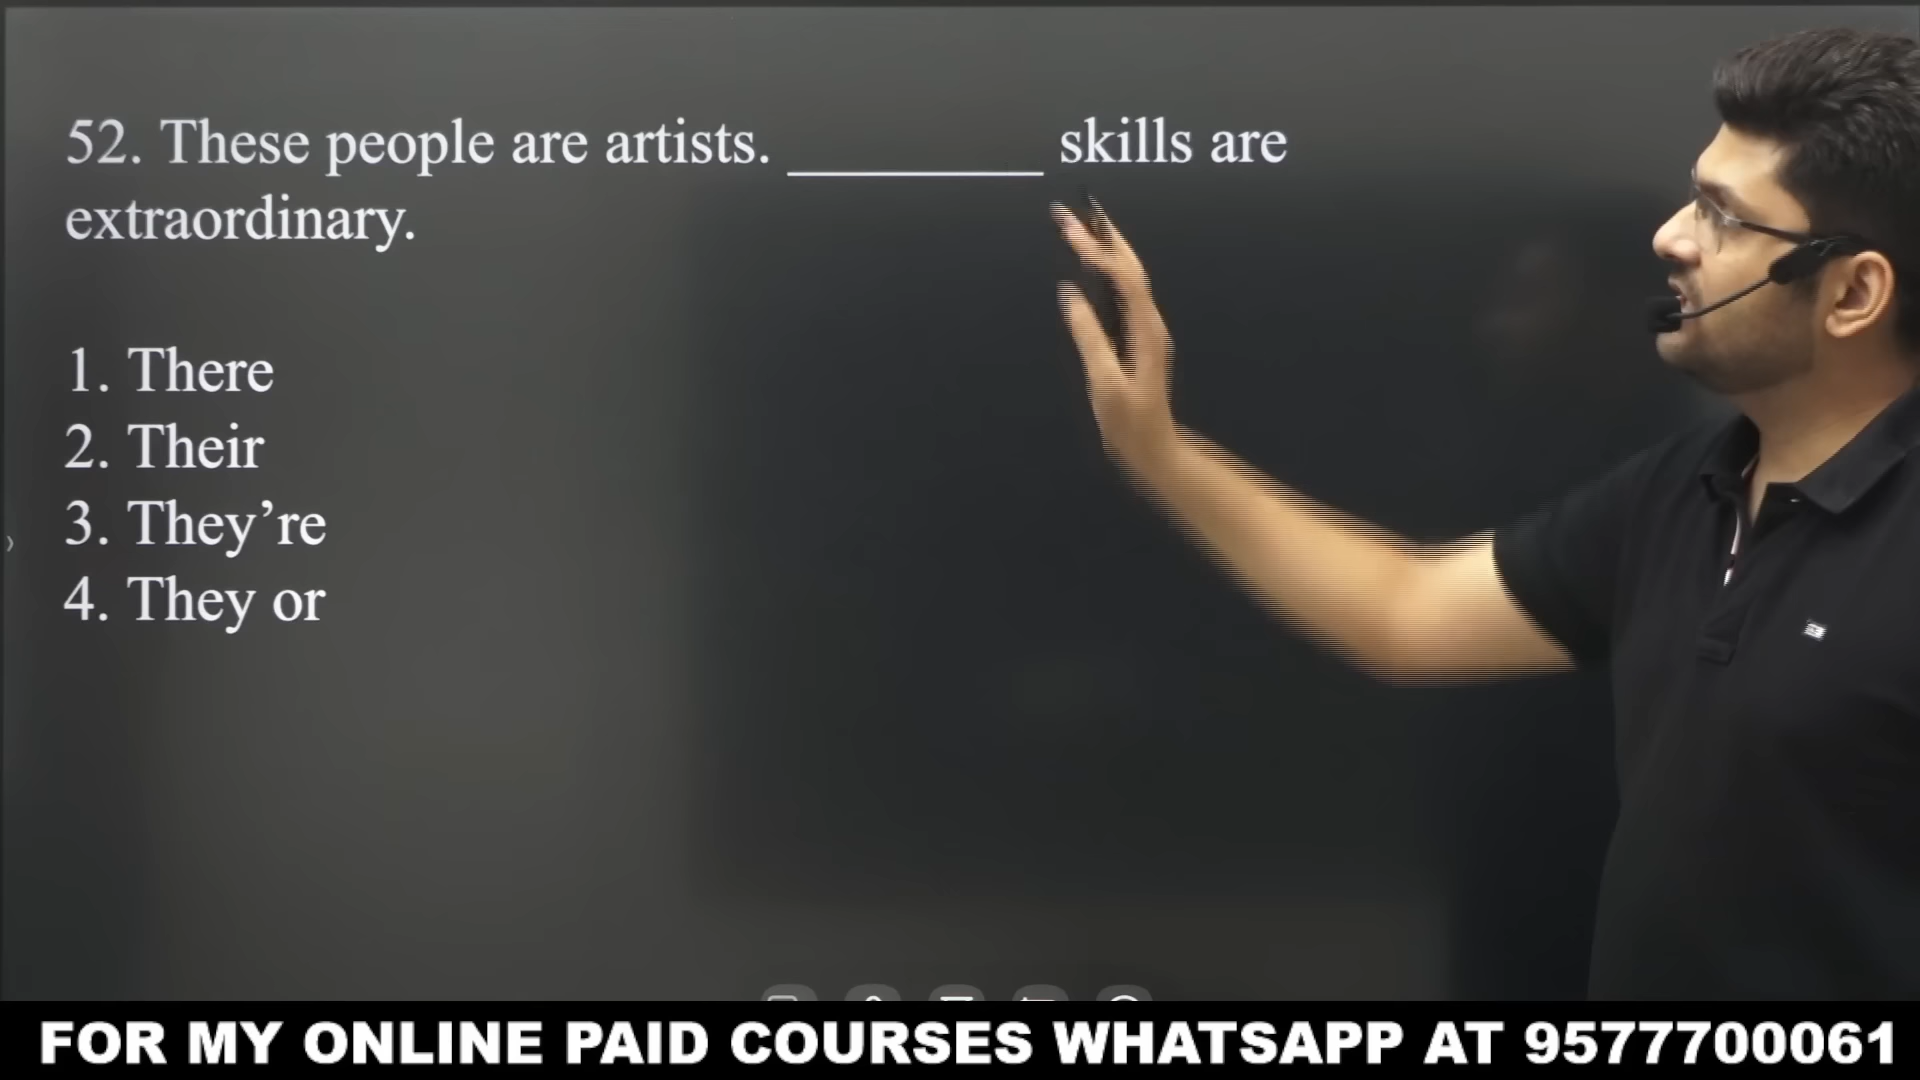 52. These people are artists. ________ skills are
extraordinary.
1. There
2. Their
3. They’re
4. They or
FOR MY ONLINE PAID COURSES WHATSAPP AT 9577700061